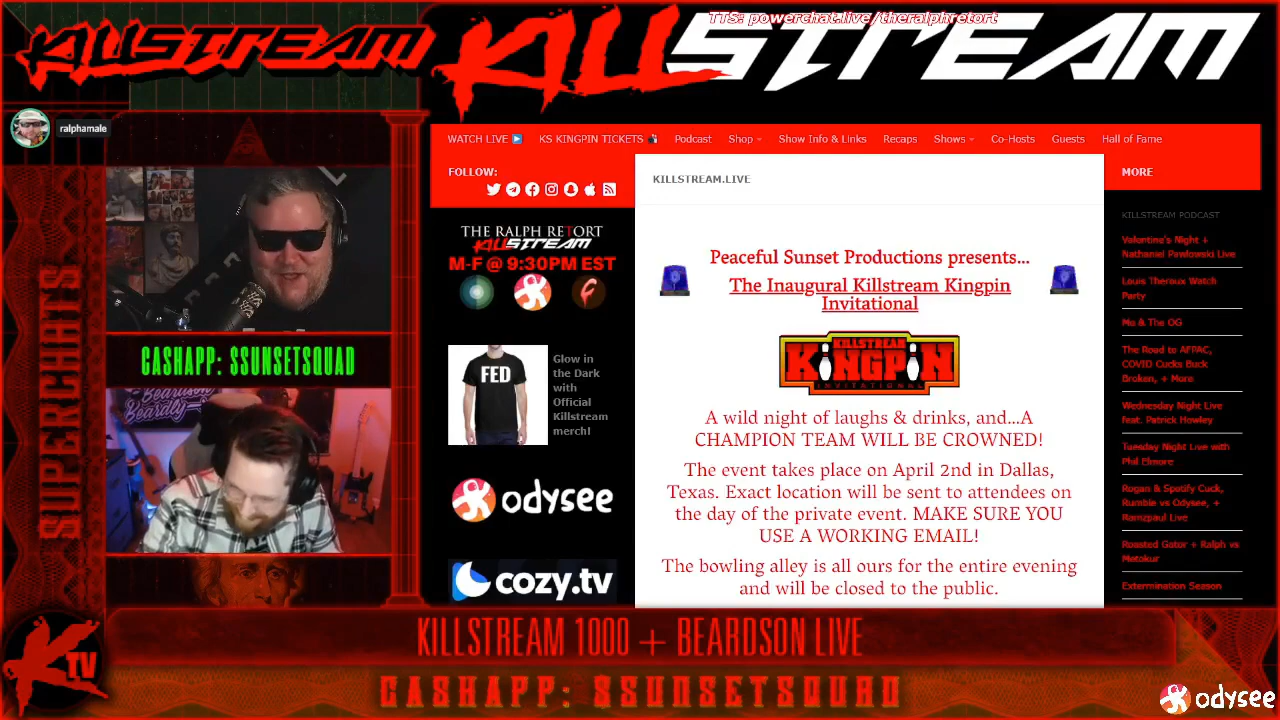 TTS: powerchat.live/theralphretort
KILLSTREAM
KILLSTREAM
ralphamale
WATCH LIVE KS KINGPIN TICKETS Podcast Shop Show Info & Links Recaps Shows Co-Hosts Guests Hall of Fame
FOLLOW:
KILLSTREAM.LIVE
MORE
THE RALPH RETORT
KILLSTREAM
M-F @ 9:30PM EST
FED
Glow in
the Dark
with
Official
Killstream
merch!
odysee
cozy.tv
Peaceful Sunset Productions presents...
The Inaugural Killstream Kingpin
Invitational
KILLSTREAM
KINGPIN
INVITATIONAL
A wild night of laughs & drinks, and...A
CHAMPION TEAM WILL BE CROWNED!
The event takes place on April 2nd in Dallas,
Texas. Exact location will be sent to attendees on
the day of the private event. MAKE SURE YOU
USE A WORKING EMAIL!
The bowling alley is all ours for the entire evening
and will be closed to the public.
KILLSTREAM PODCAST
Valentine's Night +
Nathaniel Pawlowski Live
Louis Theroux Watch
Party
Me & The OG
The Road to AFPAC,
COVID Cucks Buck
Broken, + More
Wednesday Night Live
feat. Patrick Howley
Tuesday Night Live with
Phil Elmore
Rogan & Spotify Cuck,
Rumble vs Odysee, +
Ramzpaul Live
Roasted Gator + Ralph vs
Metokur
Extermination Season
SUPERCHATS
CASHAPP: $SUNSETSQUAD
Beardson
Beardly
KTV
KILLSTREAM 1000 + BEARDSON LIVE
CASHAPP: $SUNSETSQUAD
odysee